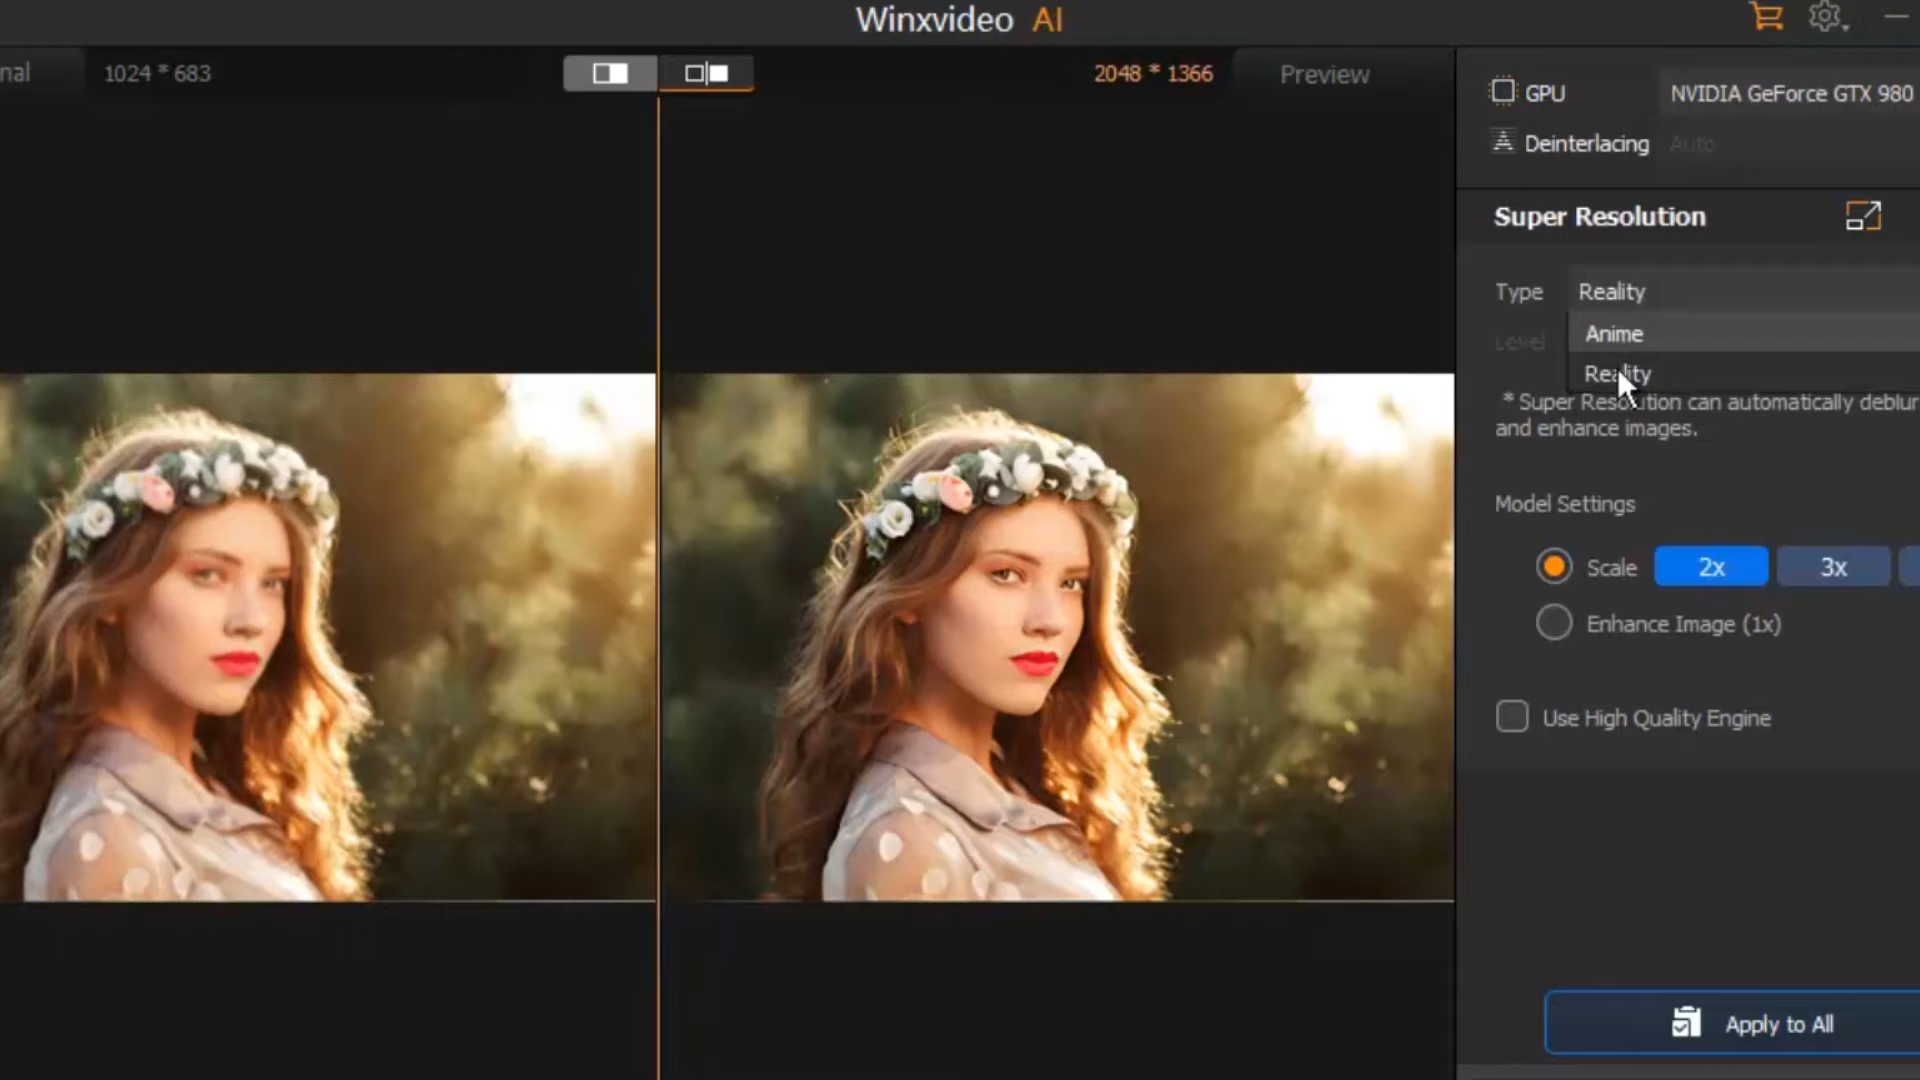 Winxvideo AI
nal
1024 * 683
2048 * 1366
Preview
GPU
NVIDIA GeForce GTX 980
Deinterlacing
Auto
Super Resolution
Type
Reality
Anime
Level
Reality
* Super Resolution can automatically deblur
and enhance images.
Model Settings
Scale
2x
3x
Enhance Image (1x)
Use High Quality Engine
Apply to All